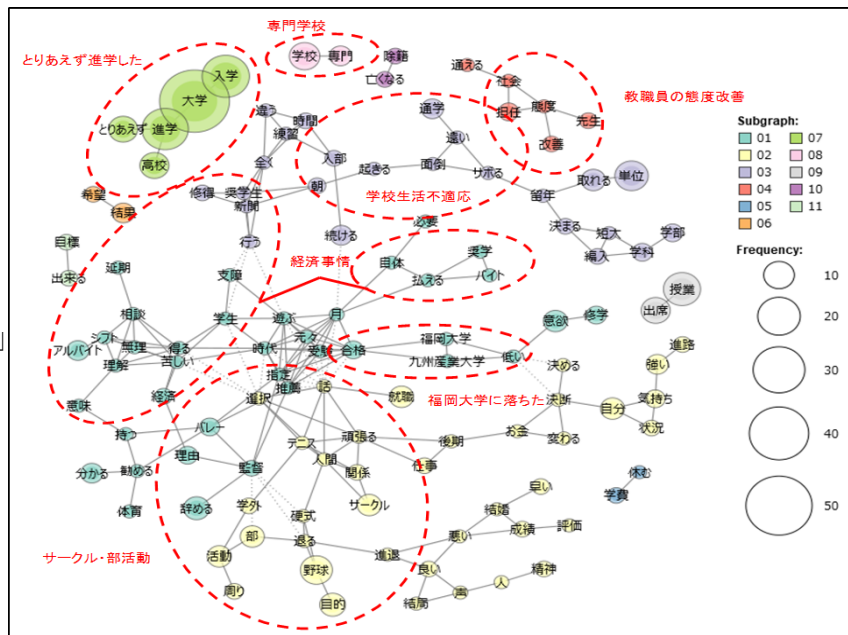 専門学校
とりあえず進学した
学校 専門
除籍
亡くなる
通える
社会
教職員の態度改善
担任
態度
先生
改善
入学
大学
とりあえず
進学
高校
違う
時間
練習
全く
入部
通学
遠い
起きる
面倒
サボる
朝
学校生活不適応
留年
取れる
単位
希望
結果
修得
奨学生
新聞
続ける
行う
決まる
短大
編入
学科
学部
目標
出来る
延期
必要
経済事情
自体
奨学
払える
バイト
支障
相談
学生
遊ぶ
月
シフト
アルバイト
無理
得る
理解
苦しい
時代
元々
受験
合格
福岡大学
九州産業大学
低い
意欲
修学
授業
出席
指定
推薦
経済
意味
選択
話
就職
福岡大学に落ちた
決める
決断
強い
進路
気持ち
自分
状況
お金
変わる
持つ
バレー
テニス
頑張る
後期
分かる
勧める
理由
監督
人間
関係
仕事
体育
辞める
学外
サークル
硬式
部
退る
休む
学費
早い
結婚
成績
評価
悪い
サークル・部活動
活動
野球
進退
良い
周り
目的
結局
声
人
精神
Subgraph:
01 07
02 08
03 09
04 10
05 11
06
Frequency:
10
20
30
40
50